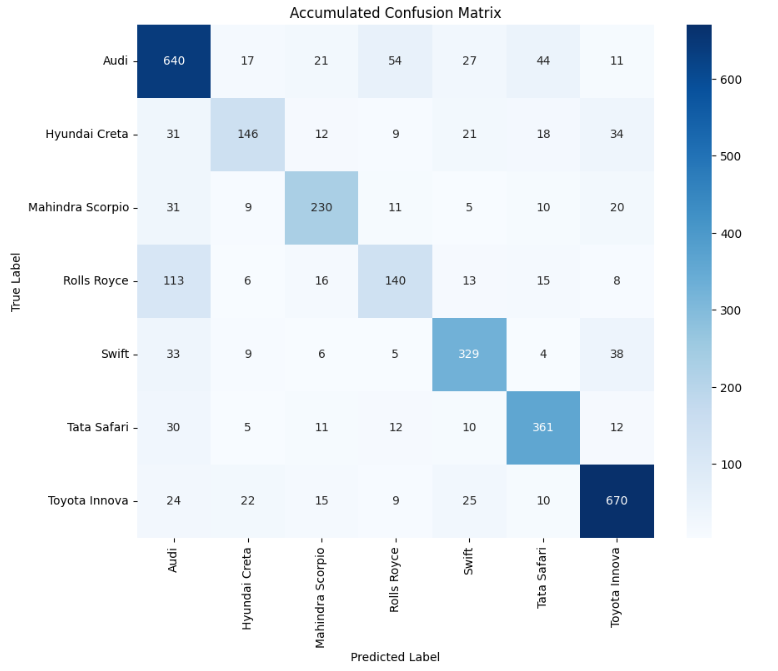 Accumulated Confusion Matrix
True Label
Audi 640 17 21 54 27 44 11
Hyundai Creta 31 146 12 9 21 18 34
Mahindra Scorpio 31 9 230 11 5 10 20
Rolls Royce 113 6 16 140 13 15 8
Swift 33 9 6 5 329 4 38
Tata Safari 30 5 11 12 10 361 12
Toyota Innova 24 22 15 9 25 10 670
Audi
Hyundai Creta
Mahindra Scorpio
Rolls Royce
Swift
Tata Safari
Toyota Innova
Predicted Label
600
500
400
300
200
100